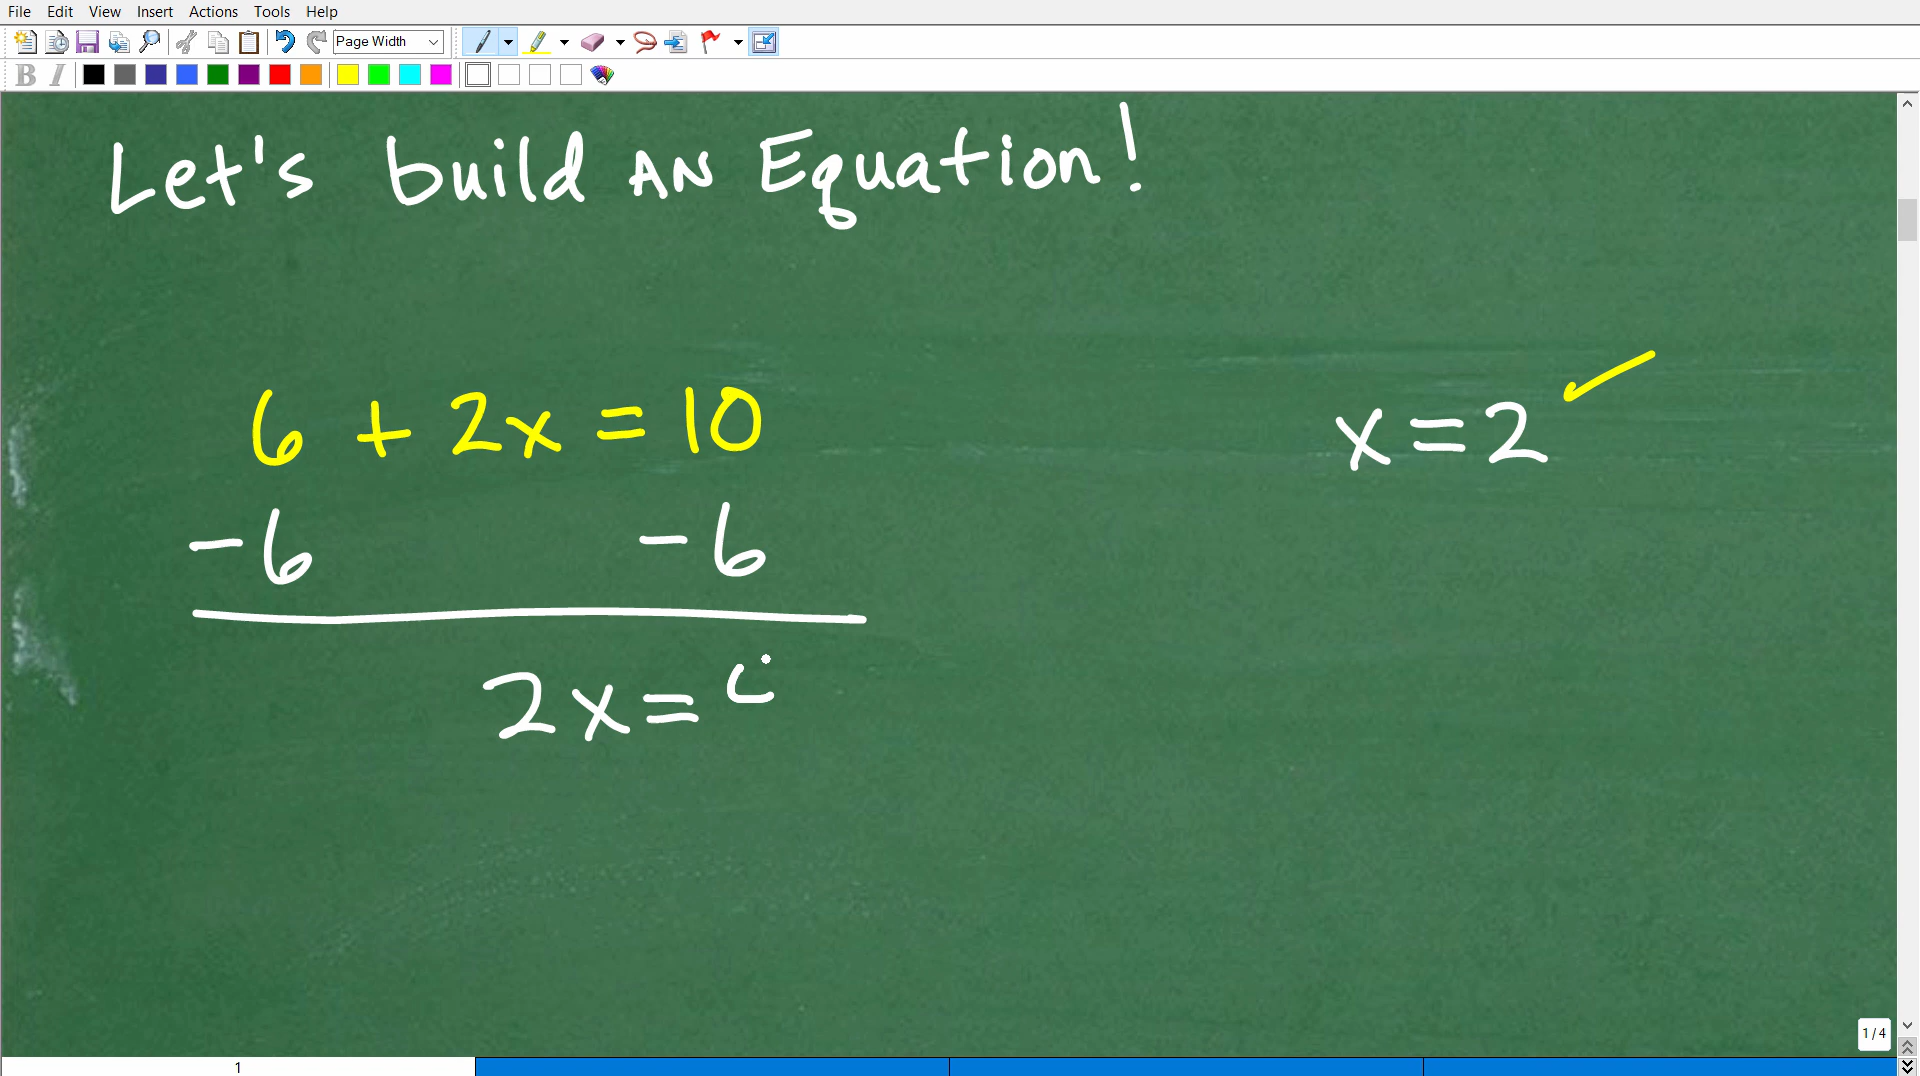 File Edit View Insert Actions Tools Help
Page Width
B I
Let's build AN Equation!
6 + 2x = 10
x = 2
- 6 - 6
2x =
1 / 4
1